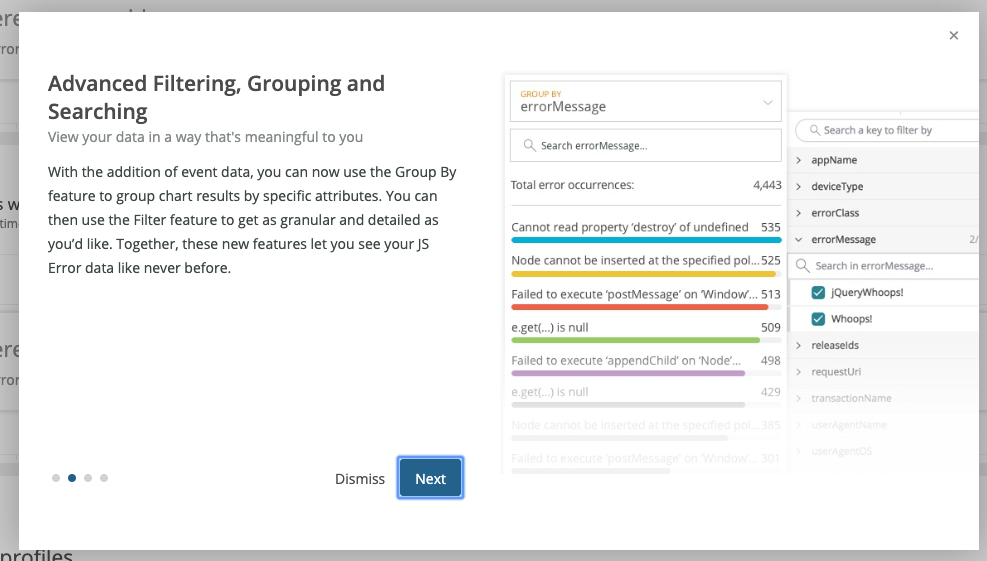 ×
Advanced Filtering, Grouping and
Searching
View your data in a way that's meaningful to you
With the addition of event data, you can now use the Group By
feature to group chart results by specific attributes. You can
then use the Filter feature to get as granular and detailed as
you’d like. Together, these new features let you see your JS
Error data like never before.
Dismiss
Next
GROUP BY
errorMessage
Search errorMessage...
Total error occurrences: 4,443
Cannot read property ‘destroy’ of undefined 535
Node cannot be inserted at the specified pol... 525
Failed to execute ‘postMessage’ on ‘Window’... 513
e.get(...) is null 509
Failed to execute ‘appendChild’ on ‘Node’... 498
e.get(...) is null 429
Node cannot be inserted at the specified pol... 385
Failed to execute ‘postMessage’ on ‘Window’... 301
Search a key to filter by
appName
deviceType
errorClass
errorMessage 2/
Search in errorMessage...
jQueryWhoops!
Whoops!
releaseIds
requestUri
transactionName
userAgentName
userAgentOS
profiles